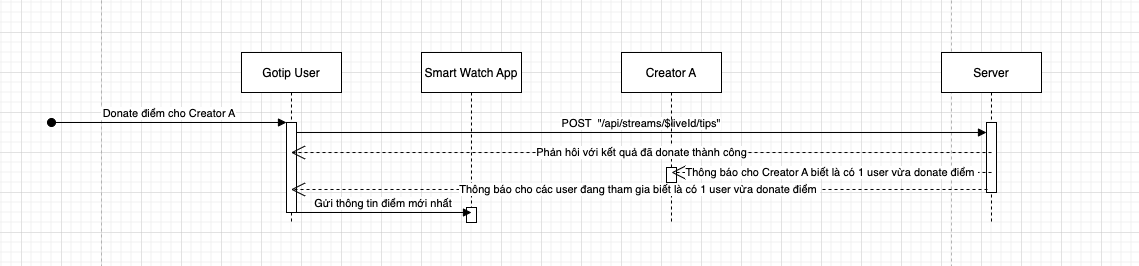 Gotip User
Smart Watch App
Creator A
Server
Donate điểm cho Creator A
POST "/api/streams/$liveId/tips"
Phản hồi với kết quả đã donate thành công
Thông báo cho Creator A biết là có 1 user vừa donate điểm
Thông báo cho các user đang tham gia biết là có 1 user vừa donate điểm
Gửi thông tin điểm mới nhất